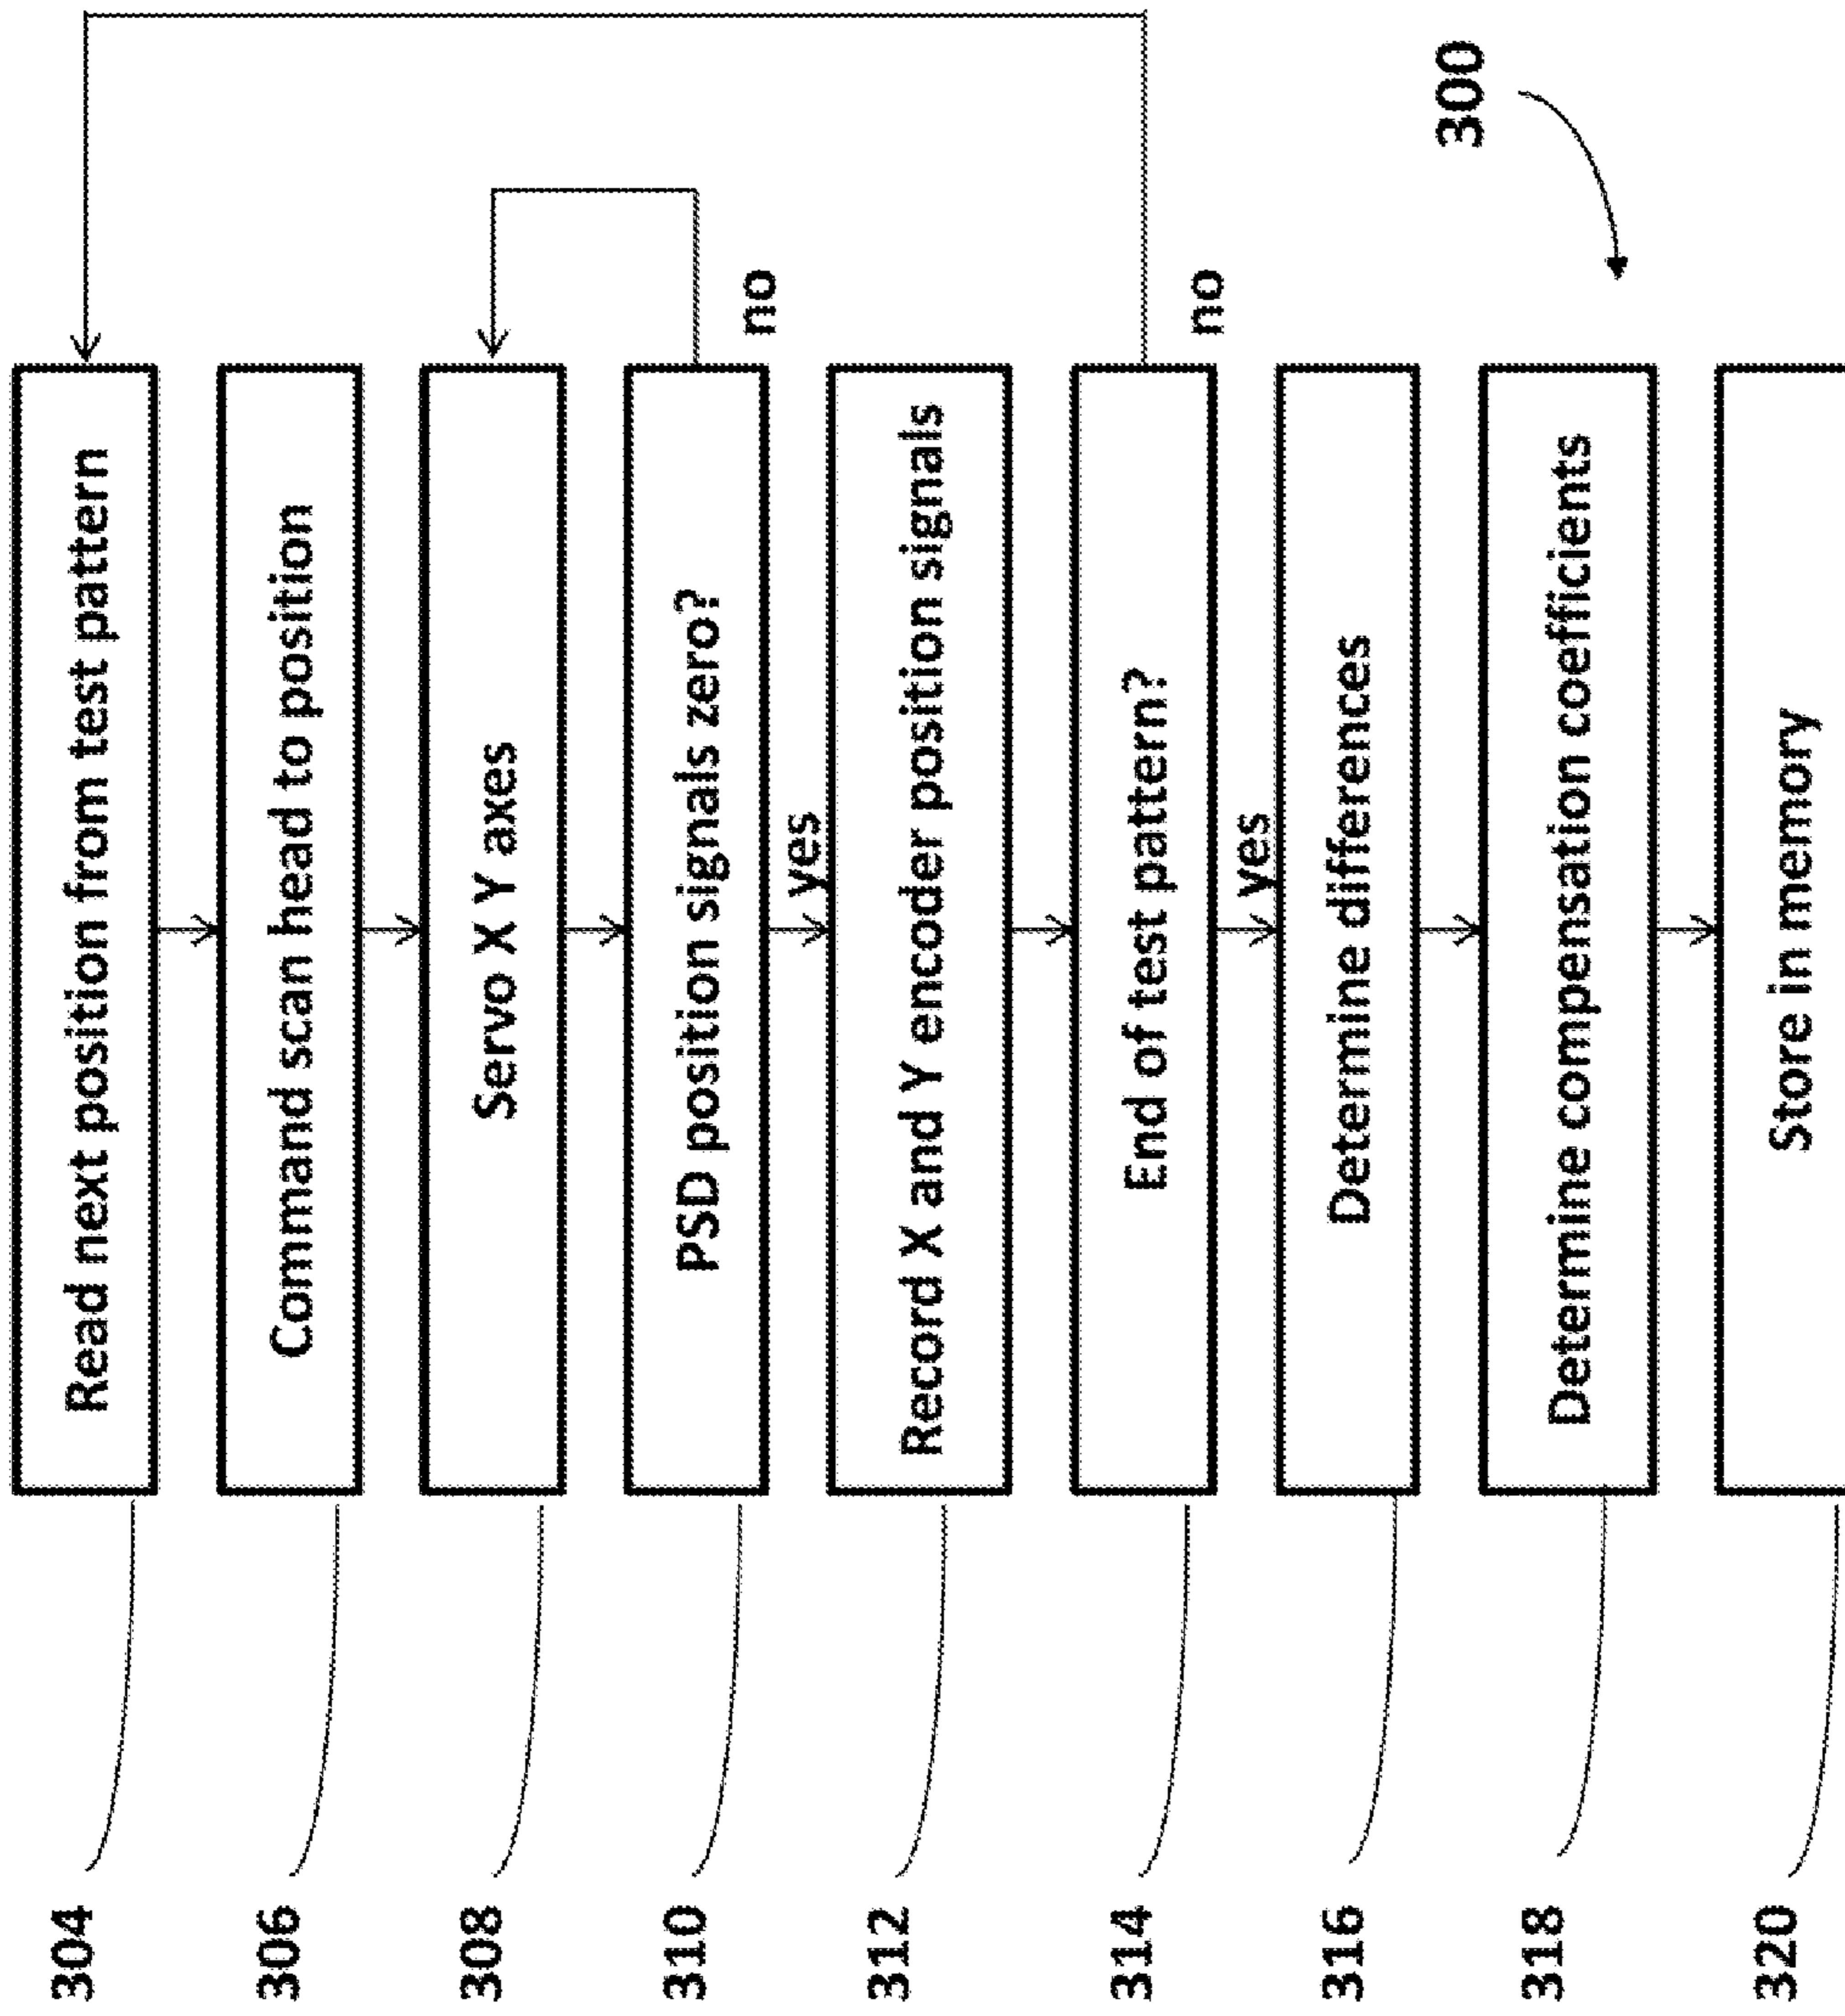 304
Read next position from test pattern
306
Command scan head to position
308
Servo X Y axes
310
PSD position signals zero?
no
yes
312
Record X and Y encoder position signals
314
End of test pattern?
no
yes
316
Determine differences
318
Determine compensation coefficients
300
320
Store in memory